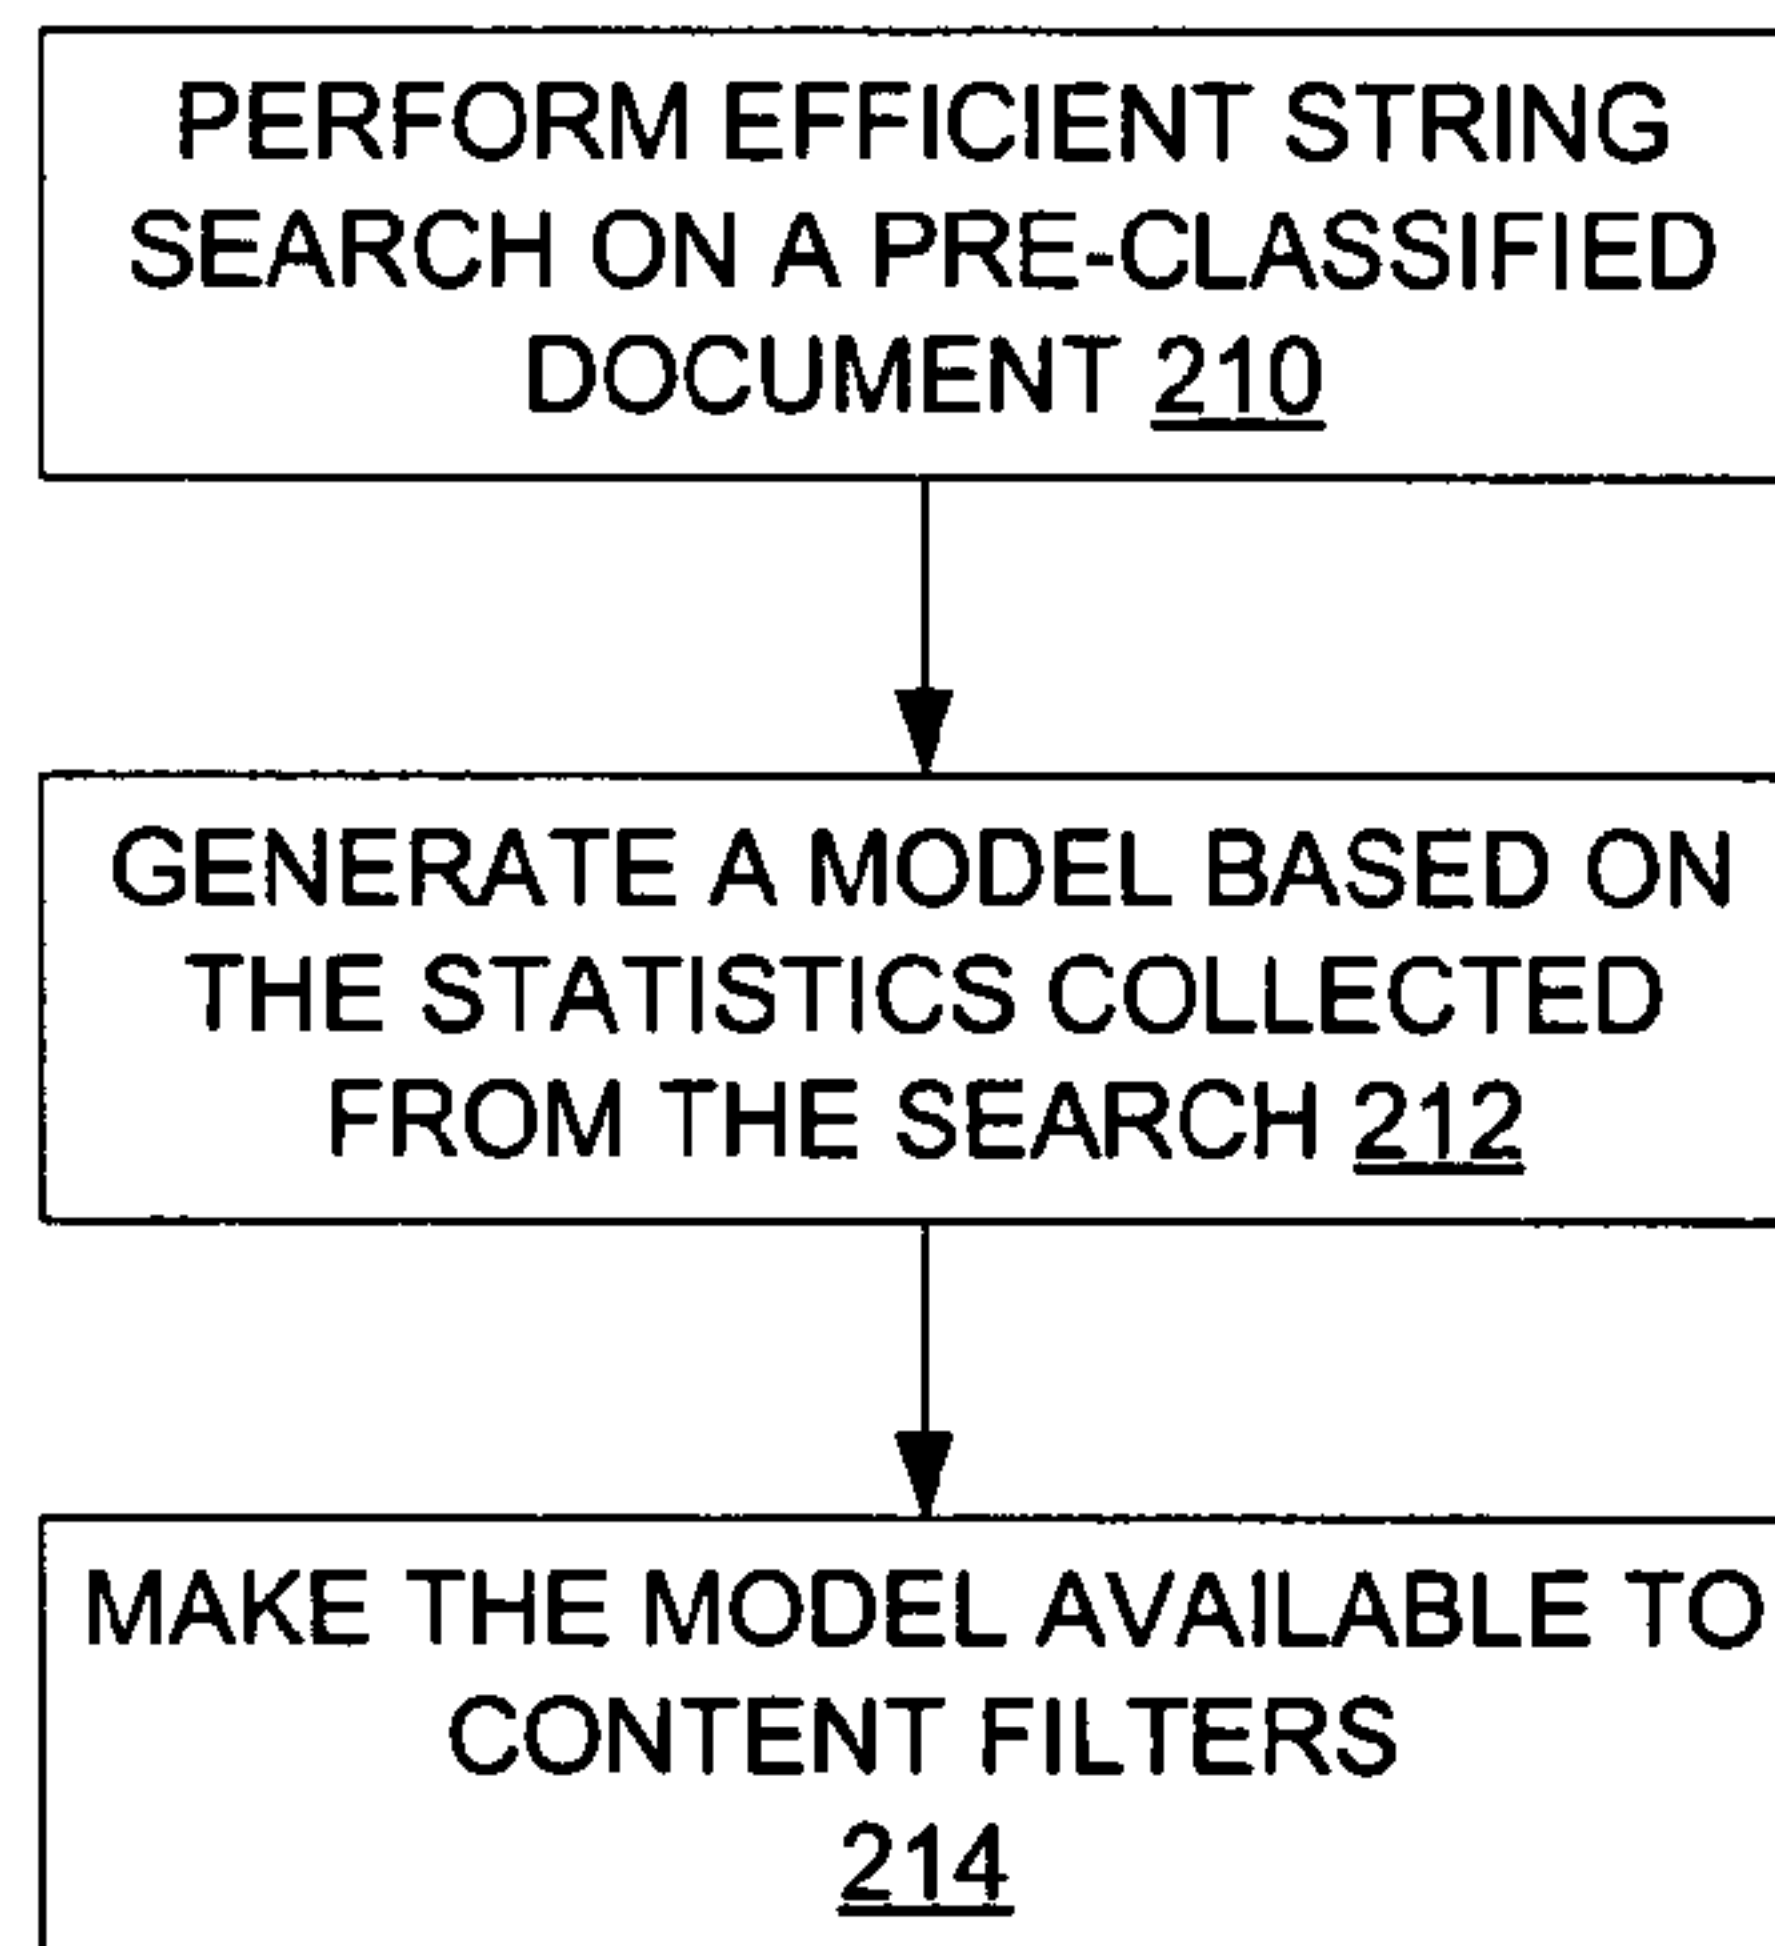 PERFORM EFFICIENT STRING
SEARCH ON A PRE-CLASSIFIED
DOCUMENT 210
GENERATE A MODEL BASED ON
THE STATISTICS COLLECTED
FROM THE SEARCH 212
MAKE THE MODEL AVAILABLE TO
CONTENT FILTERS
214